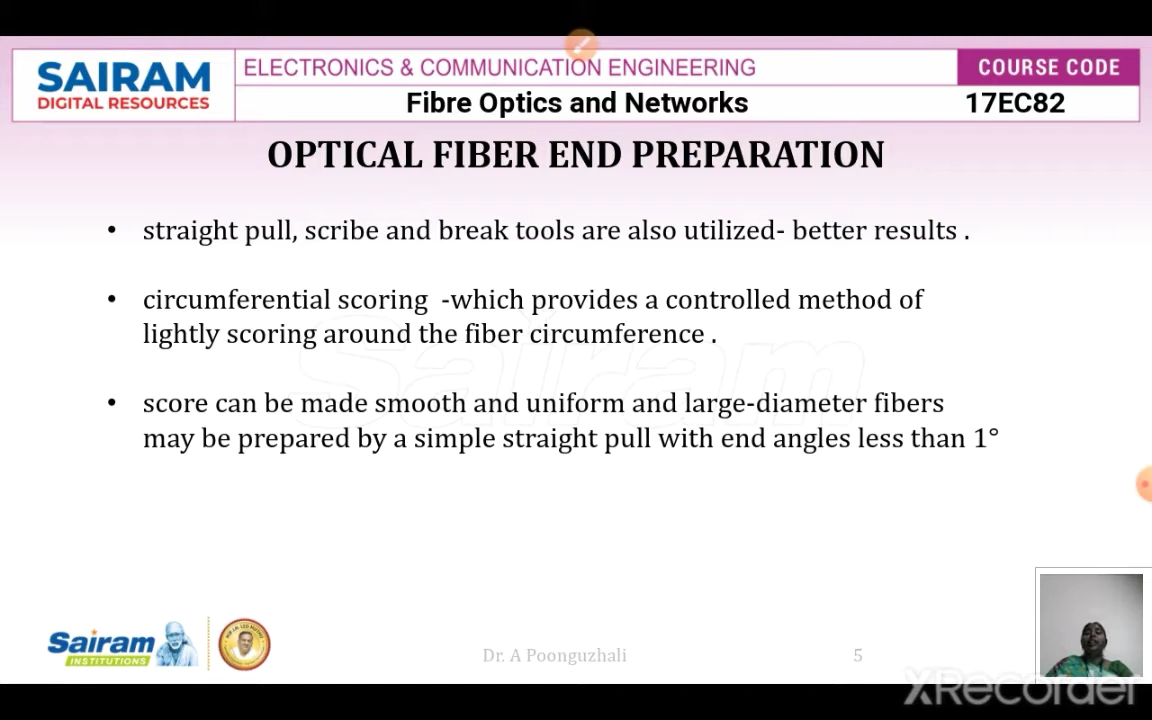 SAIRAM
DIGITAL RESOURCES
ELECTRONICS & COMMUNICATION ENGINEERING
COURSE CODE
Fibre Optics and Networks
17EC82
OPTICAL FIBER END PREPARATION
• straight pull, scribe and break tools are also utilized- better results .
• circumferential scoring -which provides a controlled method of
lightly scoring around the fiber circumference .
Sairam
• score can be made smooth and uniform and large-diameter fibers
may be prepared by a simple straight pull with end angles less than 1°
Sairam
INSTITUTIONS
Dr. A Poonguzhali
5
XRecorder